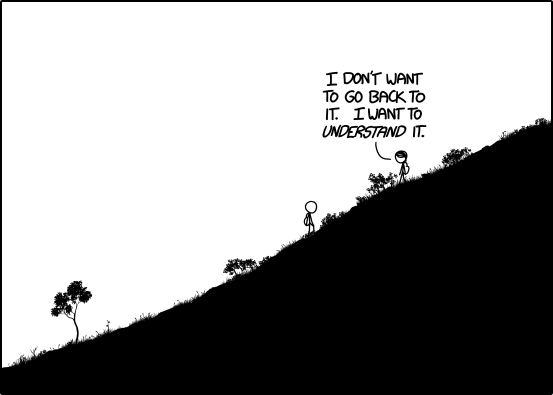 I DON'T WANT
TO GO BACK TO
IT. I WANT TO
UNDERSTAND IT.